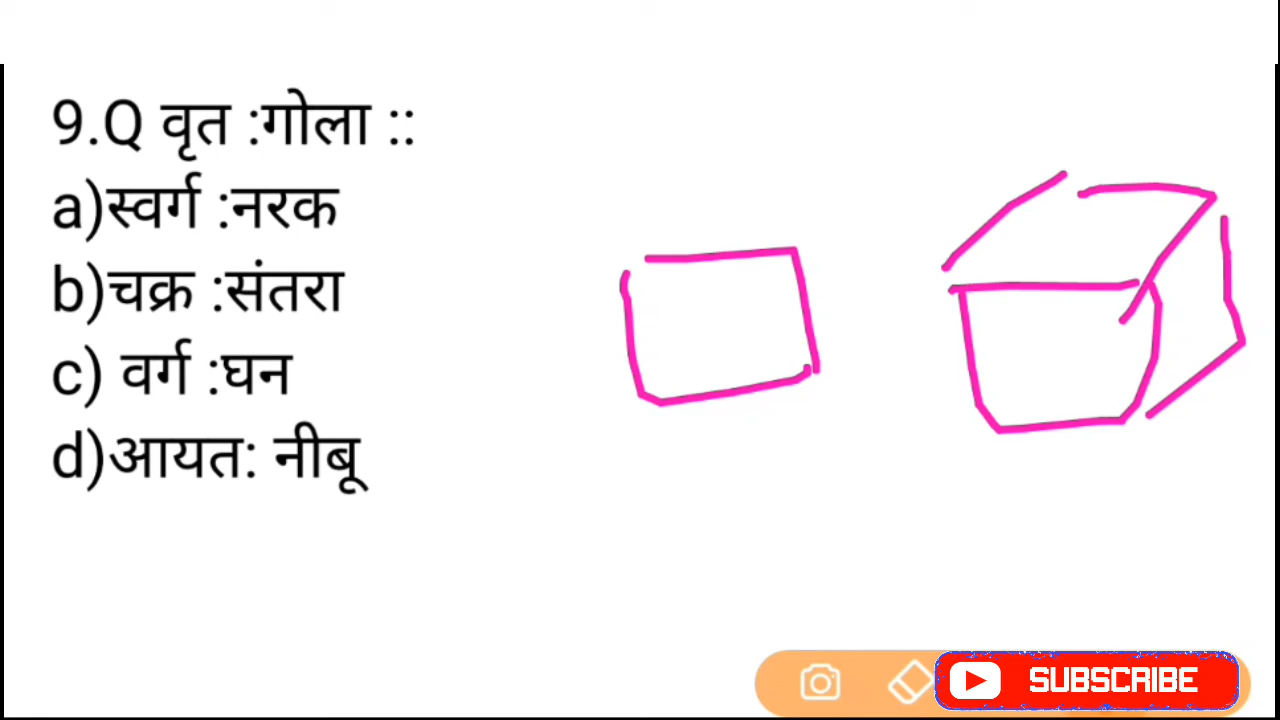 9.Q वृत :गोला ::
a)स्वर्ग :नरक
b)चक्र :संतरा
c) वर्ग :घन
d)आयत: नीबू
SUBSCRIBE